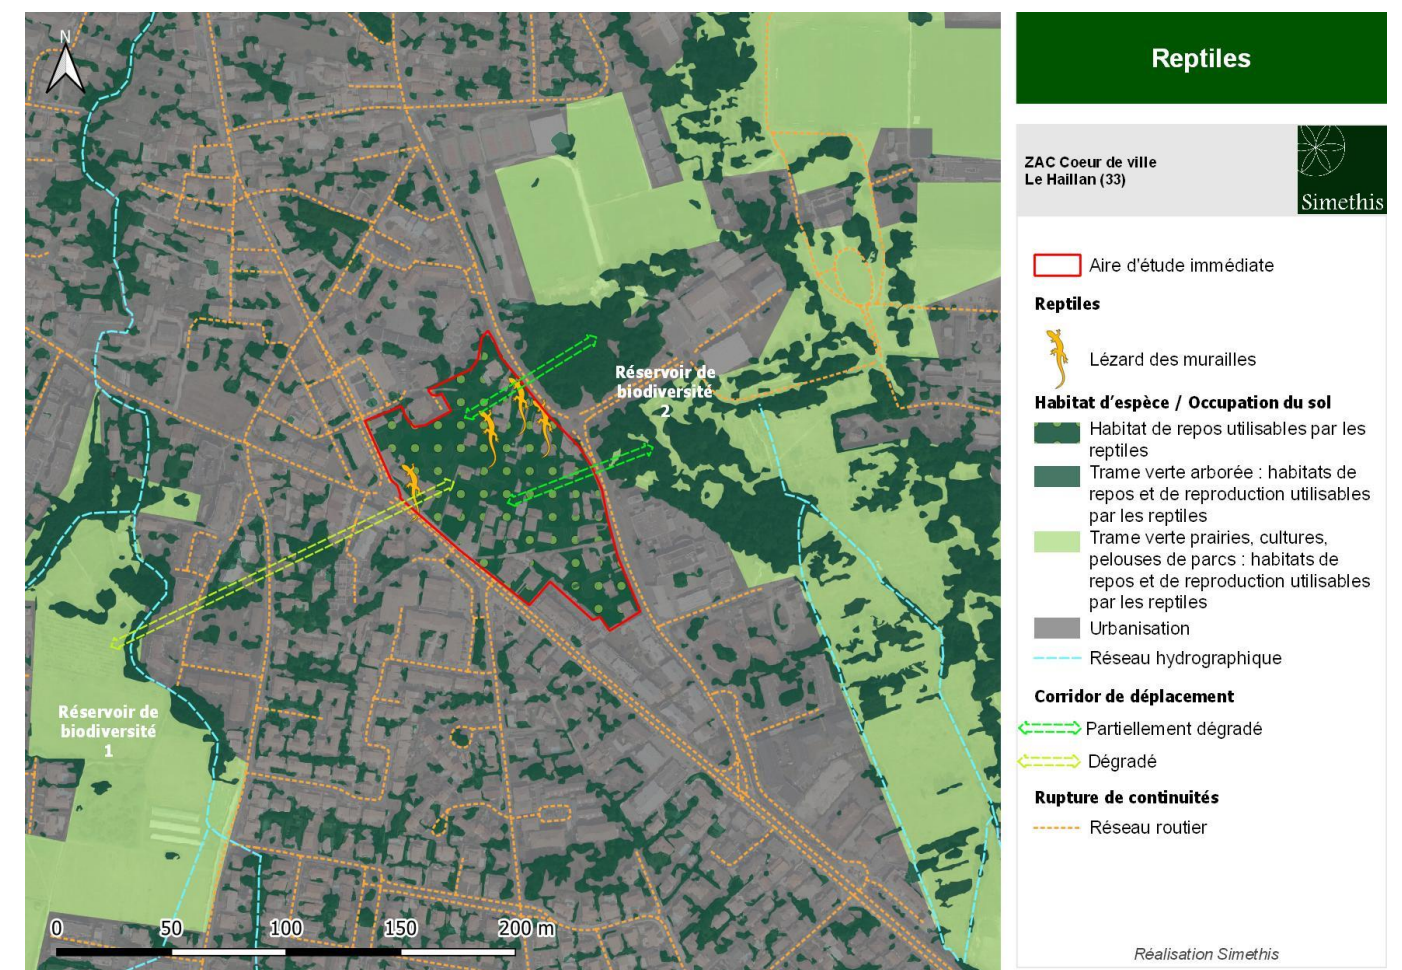 N
Réservoir de
biodiversité
2
Réservoir de
biodiversité
1
0 50 100 150 200 m
Reptiles
ZAC Coeur de ville
Le Haillan (33)
Simethis
Aire d'étude immédiate
Reptiles
Lézard des murailles
Habitat d'espèce / Occupation du sol
Habitat de repos utilisables par les
reptiles
Trame verte arborée : habitats de
repos et de reproduction utilisables
par les reptiles
Trame verte prairies, cultures,
pelouses de parcs : habitats de
repos et de reproduction utilisables
par les reptiles
Urbanisation
Réseau hydrographique
Corridor de déplacement
Partiellement dégradé
Dégradé
Rupture de continuités
Réseau routier
Réalisation Simethis